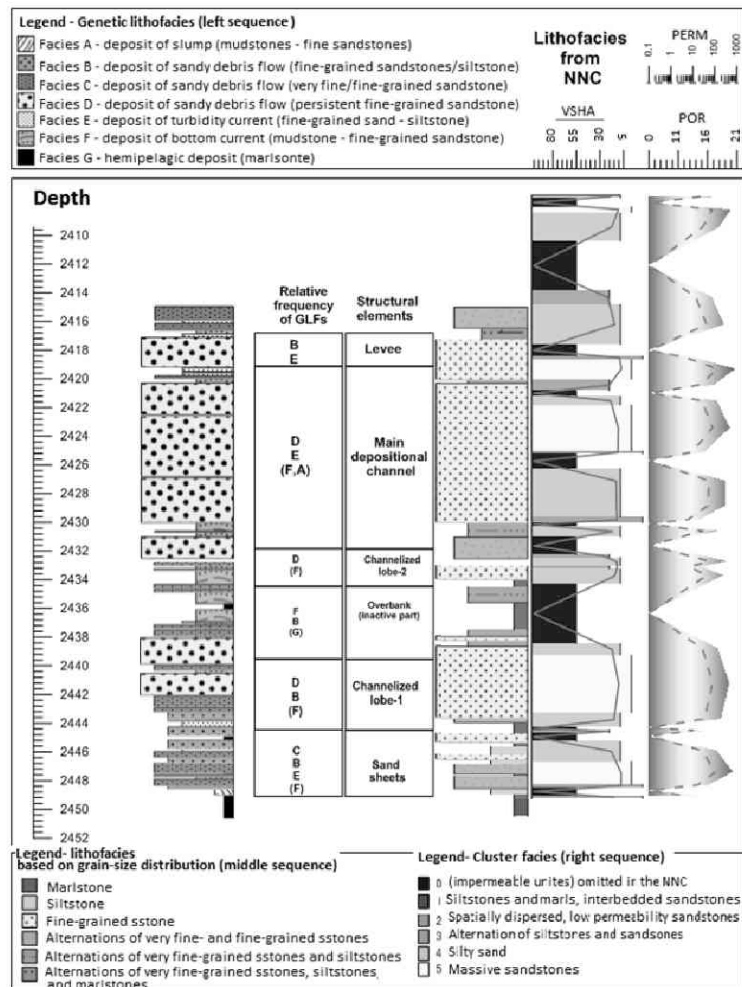 Legend - Genetic lithofacies (left sequence)
Facies A - deposit of slump (mudstones - fine sandstones)
Facies B - deposit of sandy debris flow (fine-grained sandstones/siltstone)
Facies C - deposit of sandy debris flow (very fine/fine-grained sandstone)
Facies D - deposit of sandy debris flow (persistent fine-grained sandstone)
Facies E - deposit of turbidity current (fine-grained sand - siltstone)
Facies F - deposit of bottom current (mudstone - fine-grained sandstone)
Facies G - hemipelagic deposit (marlsonte)
Lithofacies
from
NNC
PERM
0.1 1 10 100 1000
VSHA
80 55 30 5
POR
0 11 16 21
Depth
2410
2412
2414
2416
2418
2420
2422
2424
2426
2428
2430
2432
2434
2436
2438
2440
2442
2444
2446
2448
2450
2452
Relative
frequency
of GLFs
Structural
elements
B
E
Levee
D
E
(F,A)
Main
depositional
channel
D
(F)
Channelized
lobe-2
F
B
(G)
Overbank
(inactive part)
D
B
(F)
Channelized
lobe-1
C
B
E
(F)
Sand
sheets
Legend- lithofacies
based on grain-size distribution (middle sequence)
Marlstone
Siltstone
Fine-grained sstone
Alternations of very fine- and fine-grained sstones
Alternations of very fine-grained sstones and siltstones
Alternations of very fine-grained sstones, siltstones
and marlstones
Legend- Cluster facies (right sequence)
0 (impermeable unites) omitted in the NNC
1 Siltstones and marls, interbedded sandstones
2 Spatially dispersed, low permebility sandstones
3 Alternation of siltstones and sandsones
4 Silty sand
5 Massive sandstones